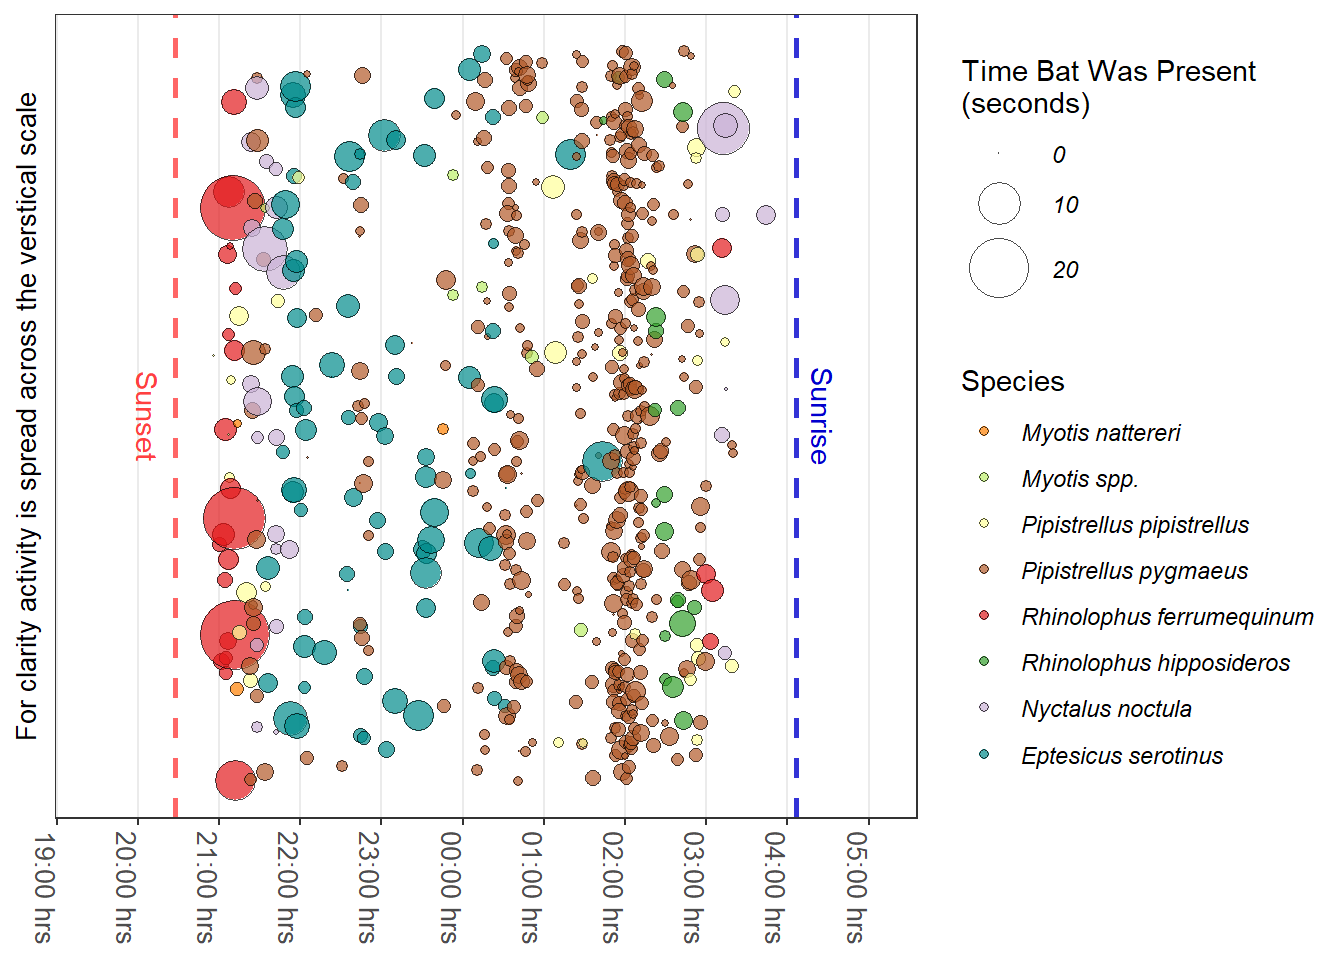 For clarity activity is spread across the verstical scale
Sunset
Sunrise
19:00 hrs
20:00 hrs
21:00 hrs
22:00 hrs
23:00 hrs
00:00 hrs
01:00 hrs
02:00 hrs
03:00 hrs
04:00 hrs
05:00 hrs
Time Bat Was Present
(seconds)
0
10
20
Species
Myotis nattereri
Myotis spp.
Pipistrellus pipistrellus
Pipistrellus pygmaeus
Rhinolophus ferrumequinum
Rhinolophus hipposideros
Nyctalus noctula
Eptesicus serotinus